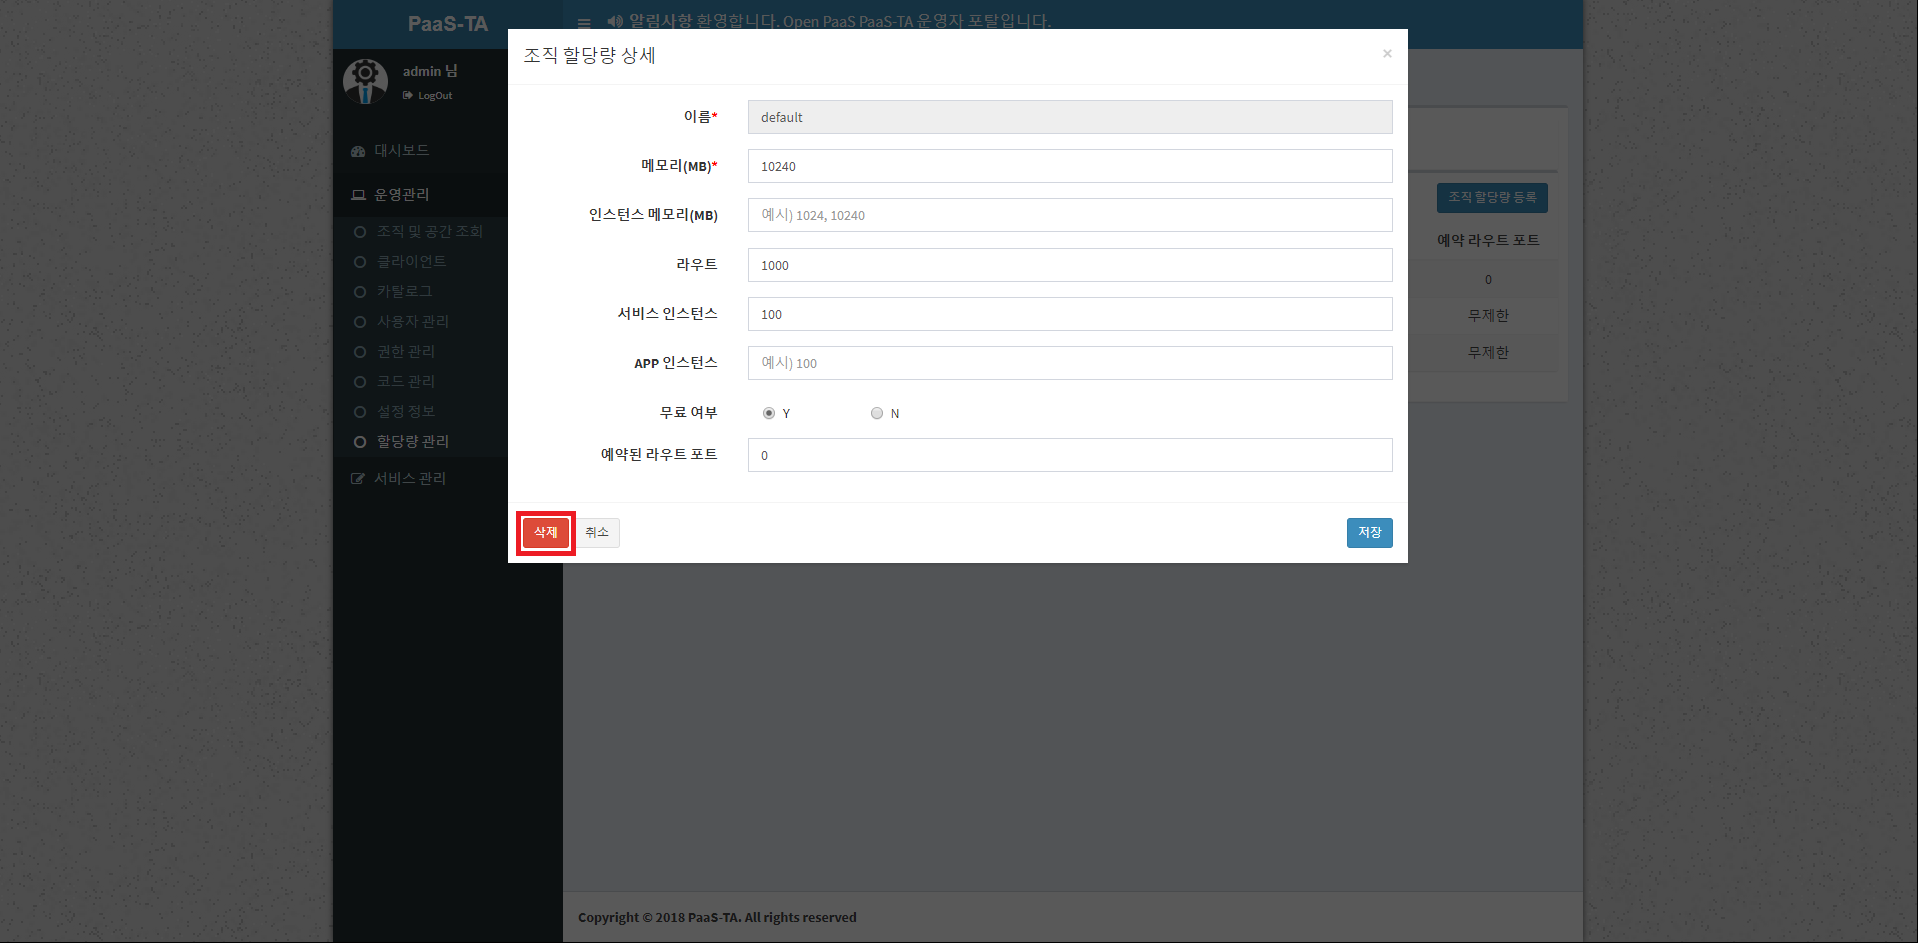 PaaS-TA
알림사항 환영합니다. Open PaaS PaaS-TA 운영자 포탈입니다.
admin 님
LogOut
대시보드
운영관리
조직 및 공간 조회
클라이언트
카탈로그
사용자 관리
권한 관리
코드 관리
설정 정보
할당량 관리
서비스 관리
조직 할당량 상세
×
이름* default
메모리(MB)* 10240
인스턴스 메모리(MB) 예시) 1024, 10240
라우트 1000
서비스 인스턴스 100
APP 인스턴스 예시) 100
무료 여부 Y N
예약된 라우트 포트 0
삭제 취소 저장
조직 할당량 등록
예약 라우트 포트
0
무제한
무제한
Copyright © 2018 PaaS-TA. All rights reserved